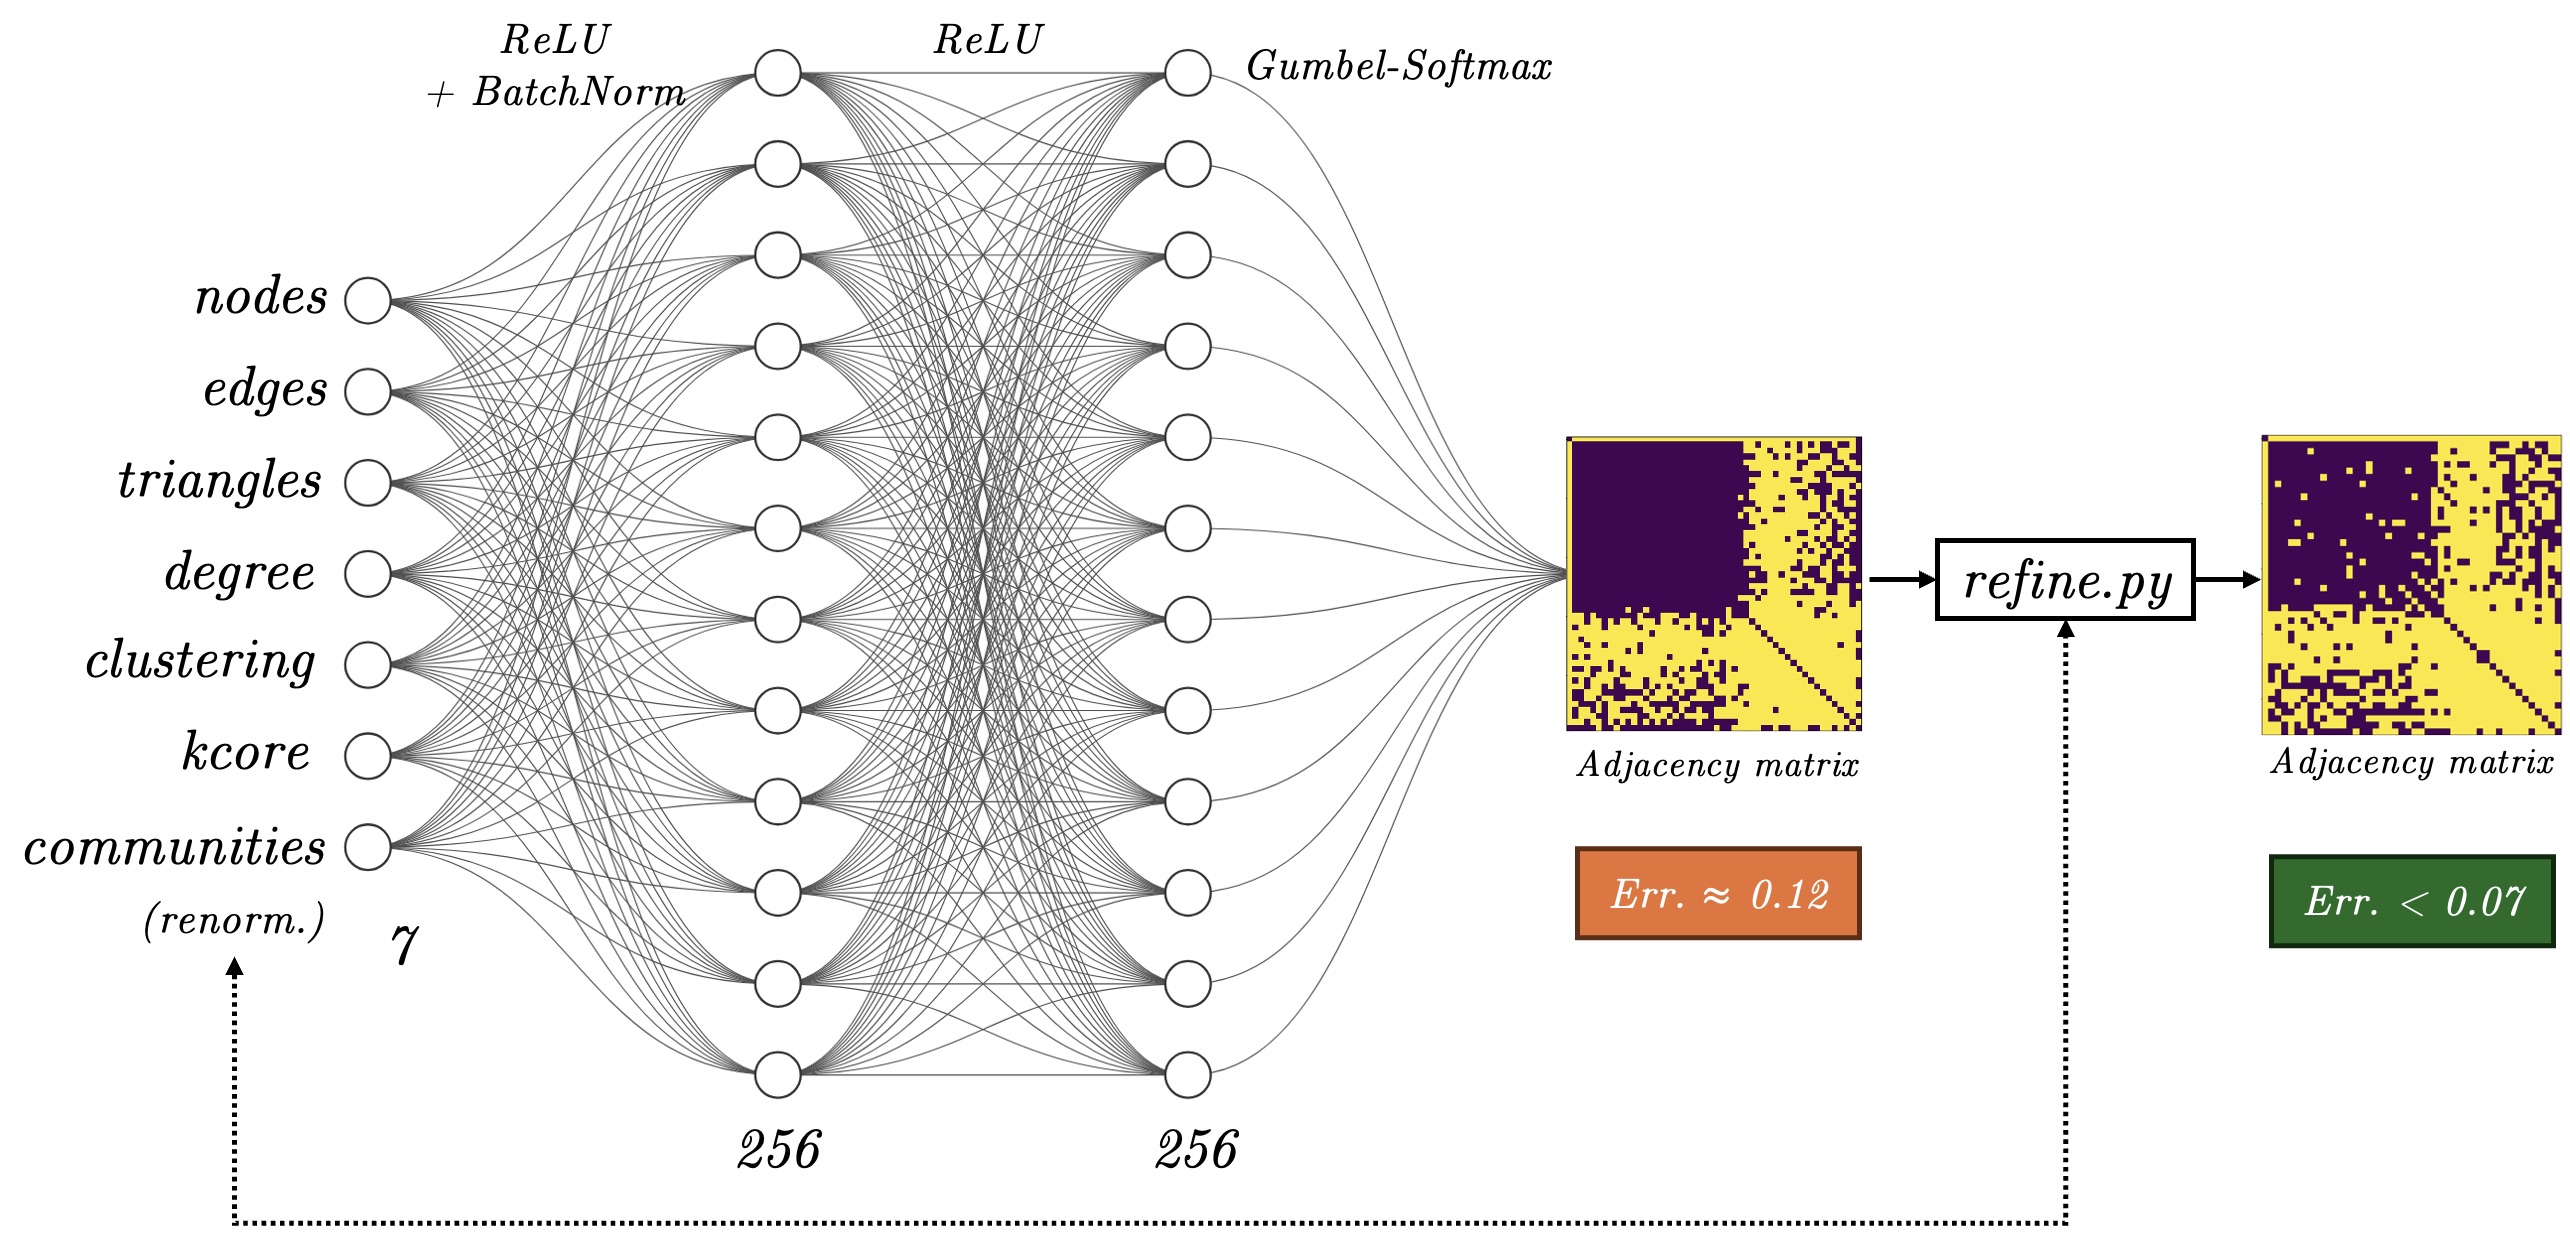 ReLU
+ BatchNorm
ReLU
Gumbel-Softmax
nodes
edges
triangles
degree
clustering
kcore
communities
(renorm.)
7
256
256
Adjacency matrix
Err. ≈ 0.12
refine.py
Adjacency matrix
Err. < 0.07